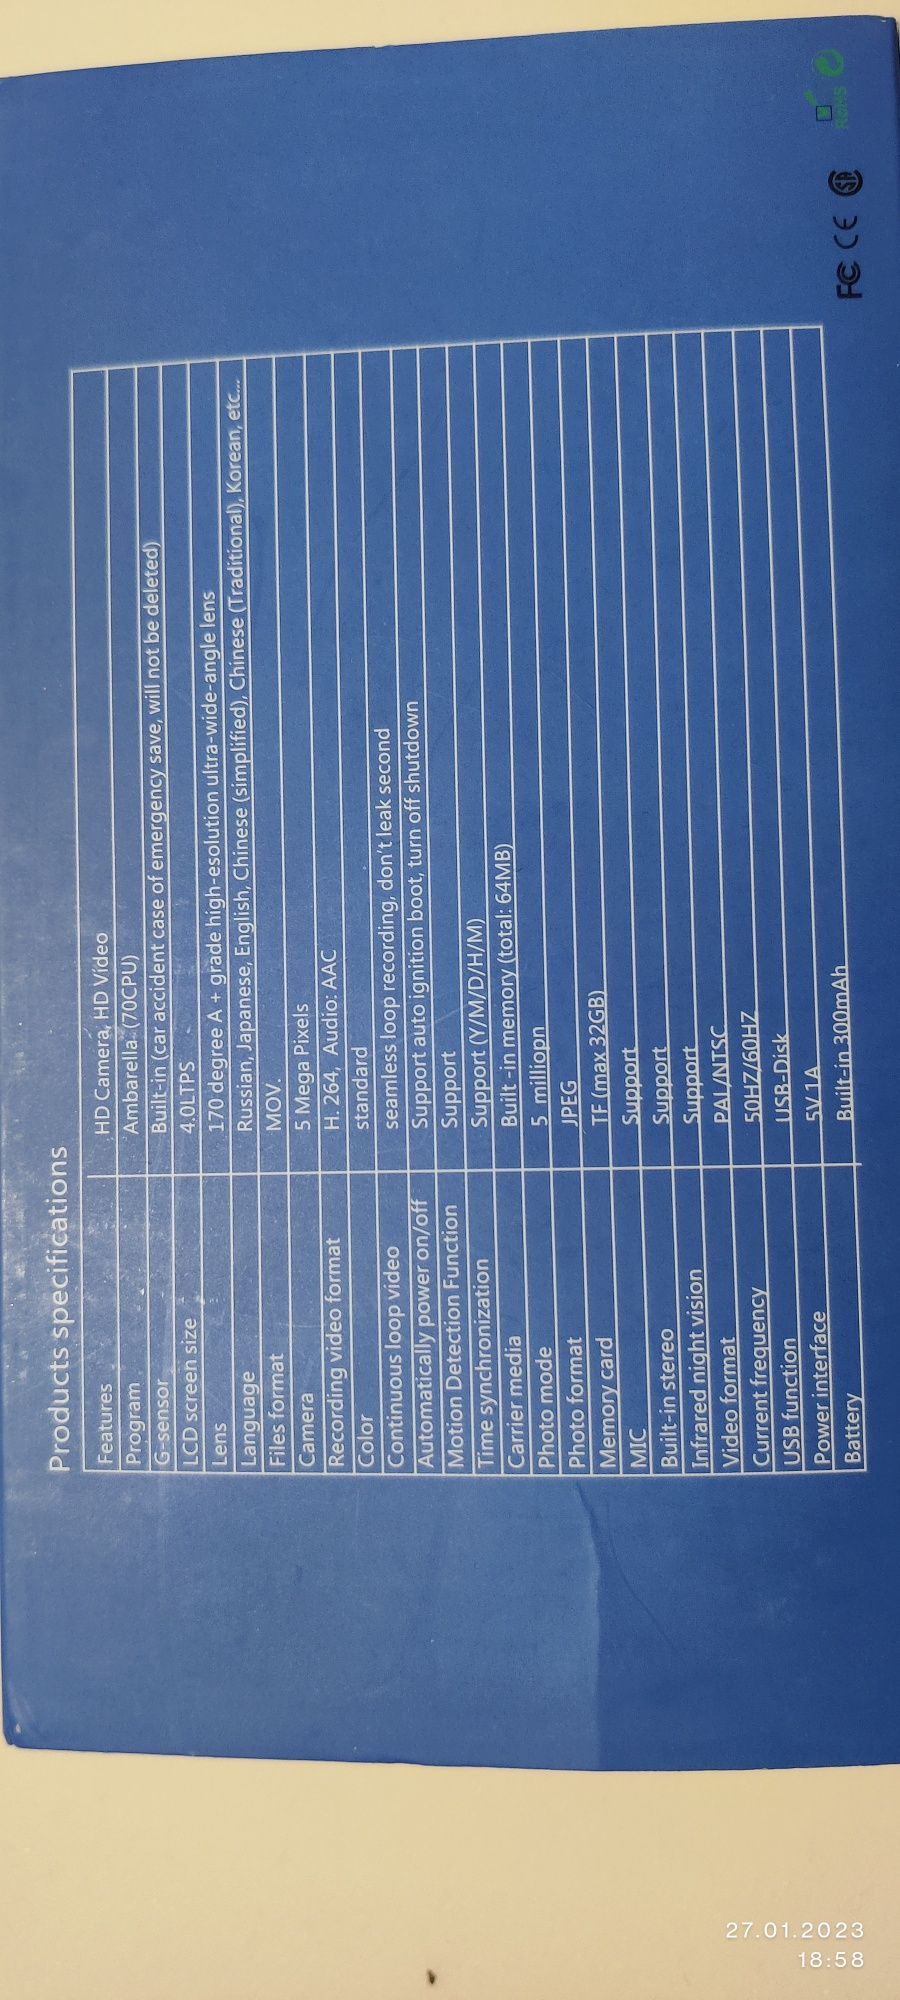 Products specifications
Features HD Camera, HD Video
Program Ambarella (70CPU)
G-sensor Built-in (car accident case of emergency save, will not be deleted)
LCD screen size 4.0LTPS
Lens 170 degree A + grade high-esolution ultra-wide-angle lens
Language Russian, Japanese, English, Chinese (simplified), Chinese (Traditional), Korean, etc...
Files format MOV.
Camera 5 Mega Pixels
Recording video format H. 264, Audio: AAC
Color standard
Continuous loop video seamless loop recording, don't leak second
Automatically power on/off Support auto ignition boot, turn off shutdown
Motion Detection Function Support
Time synchronization Support (Y/M/D/H/M)
Carrier media Built -in memory (total: 64MB)
Photo mode 5 milliopn
Photo format JPEG
Memory card TF (max 32GB)
MIC Support
Built-in stereo Support
Infrared night vision Support
Video format PAL/NTSC
Current frequency 50HZ/60HZ
USB function USB-Disk
Power interface 5V 1A
Battery Built-in 300mAh
FC CE SA
ROHS
27.01.2023
18:58